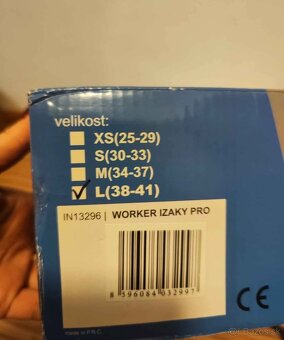 velikost:
XS(25-29)
S(30-33)
M(34-37)
L(38-41)
IN13296 | WORKER IZAKY PRO
8 596084 032997
CE
made in P.R.C.